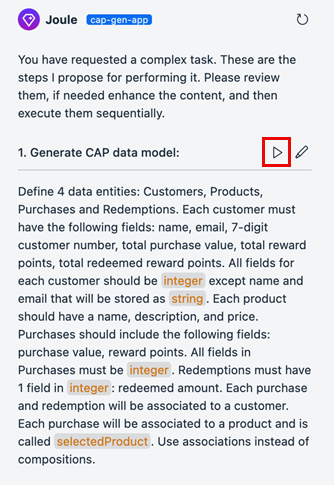 Joule cap-gen-app
You have requested a complex task. These are the
steps I propose for performing it. Please review
them, if needed enhance the content, and then
execute them sequentially.
1. Generate CAP data model:
Define 4 data entities: Customers, Products,
Purchases and Redemptions. Each customer must
have the following fields: name, email, 7-digit
customer number, total purchase value, total reward
points, total redeemed reward points. All fields for
each customer should be integer except name and
email that will be stored as string. Each product
should have a name, description, and price.
Purchases should include the following fields:
purchase value, reward points. All fields in
Purchases must be integer. Redemptions must have
1 field in integer: redeemed amount. Each purchase
and redemption will be associated to a customer.
Each purchase will be associated to a product and is
called selectedProduct. Use associations instead of
compositions.